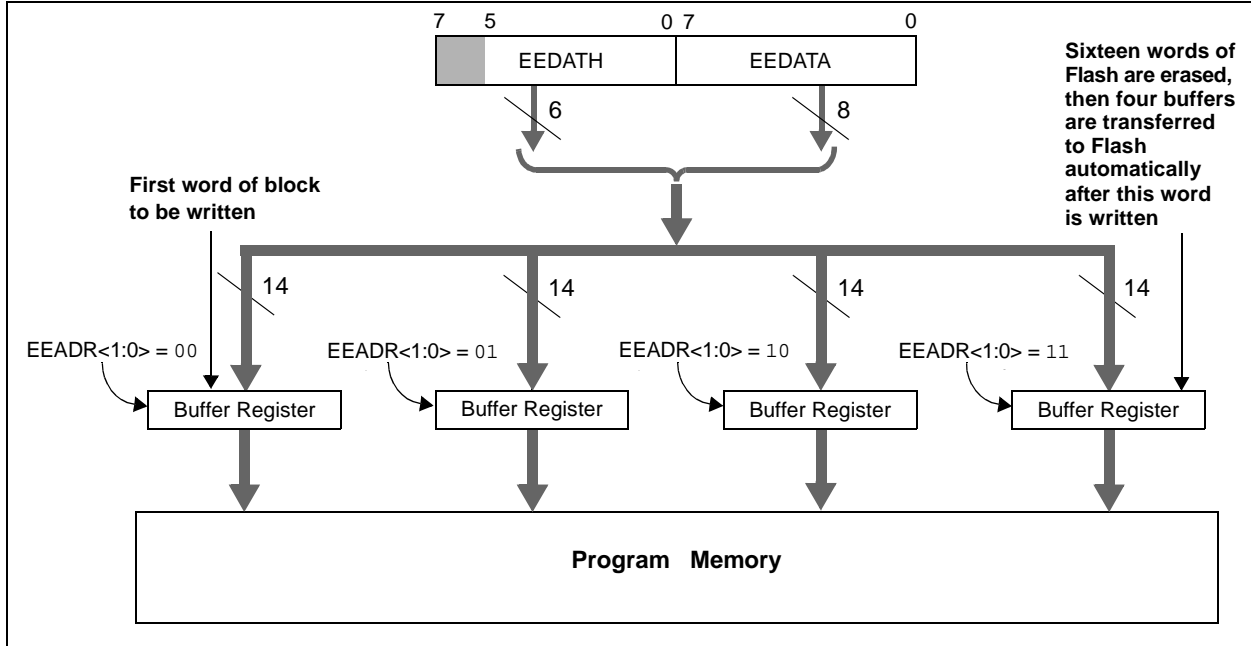 7 5 0 7 0
EEDATH EEDATA
6 8
Sixteen words of
Flash are erased,
then four buffers
are transferred
to Flash
automatically
after this word
is written
First word of block
to be written
14 14 14 14
EEADR<1:0> = 00 EEADR<1:0> = 01 EEADR<1:0> = 10 EEADR<1:0> = 11
Buffer Register Buffer Register Buffer Register Buffer Register
Program Memory